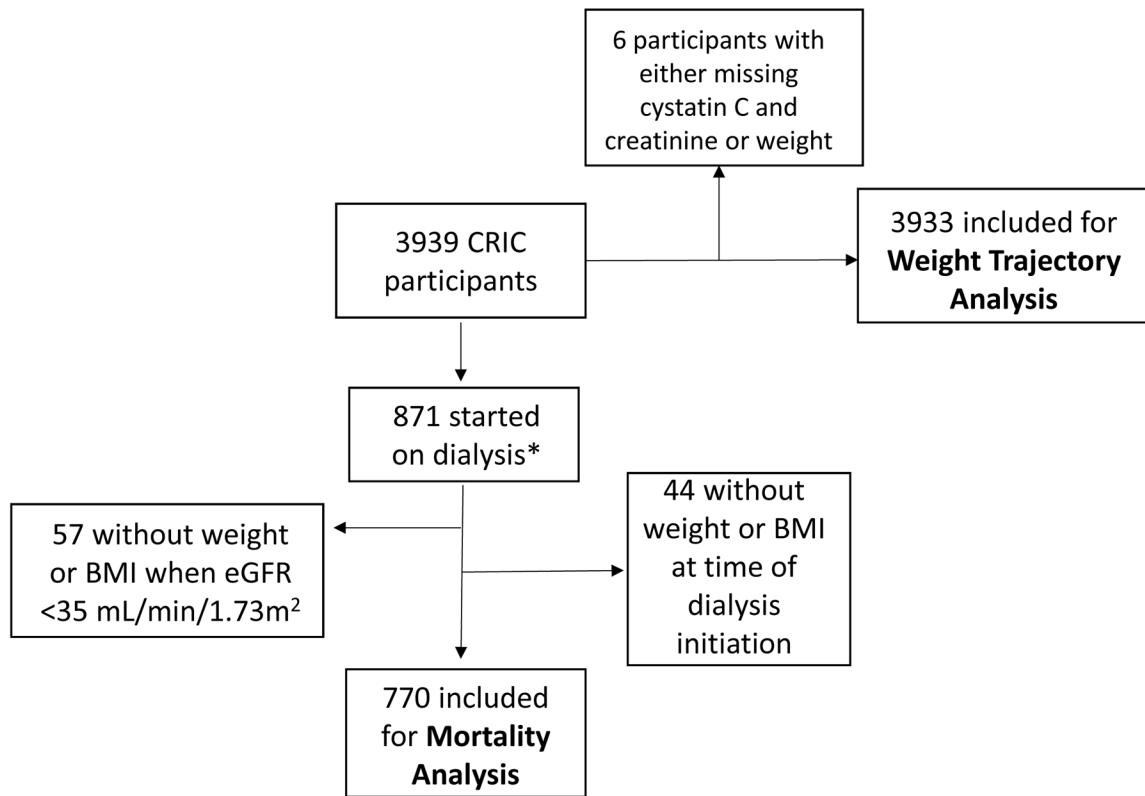 6 participants with
either missing
cystatin C and
creatinine or weight
3939 CRIC
participants
3933 included for
Weight Trajectory
Analysis
871 started
on dialysis*
57 without weight
or BMI when eGFR
<35 mL/min/1.73m²
44 without
weight or BMI
at time of
dialysis
initiation
770 included
for Mortality
Analysis